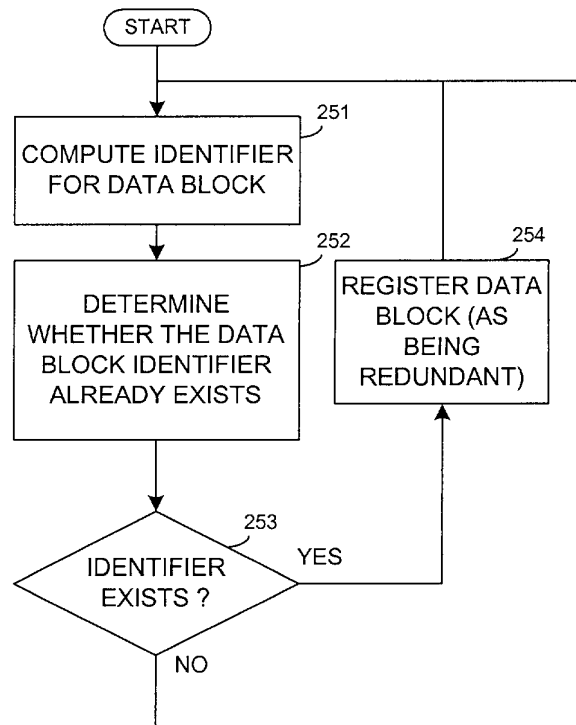 START
251
COMPUTE IDENTIFIER
FOR DATA BLOCK
252
DETERMINE
WHETHER THE DATA
BLOCK IDENTIFIER
ALREADY EXISTS
254
REGISTER DATA
BLOCK (AS
BEING
REDUNDANT)
253
IDENTIFIER
EXISTS ?
YES
NO